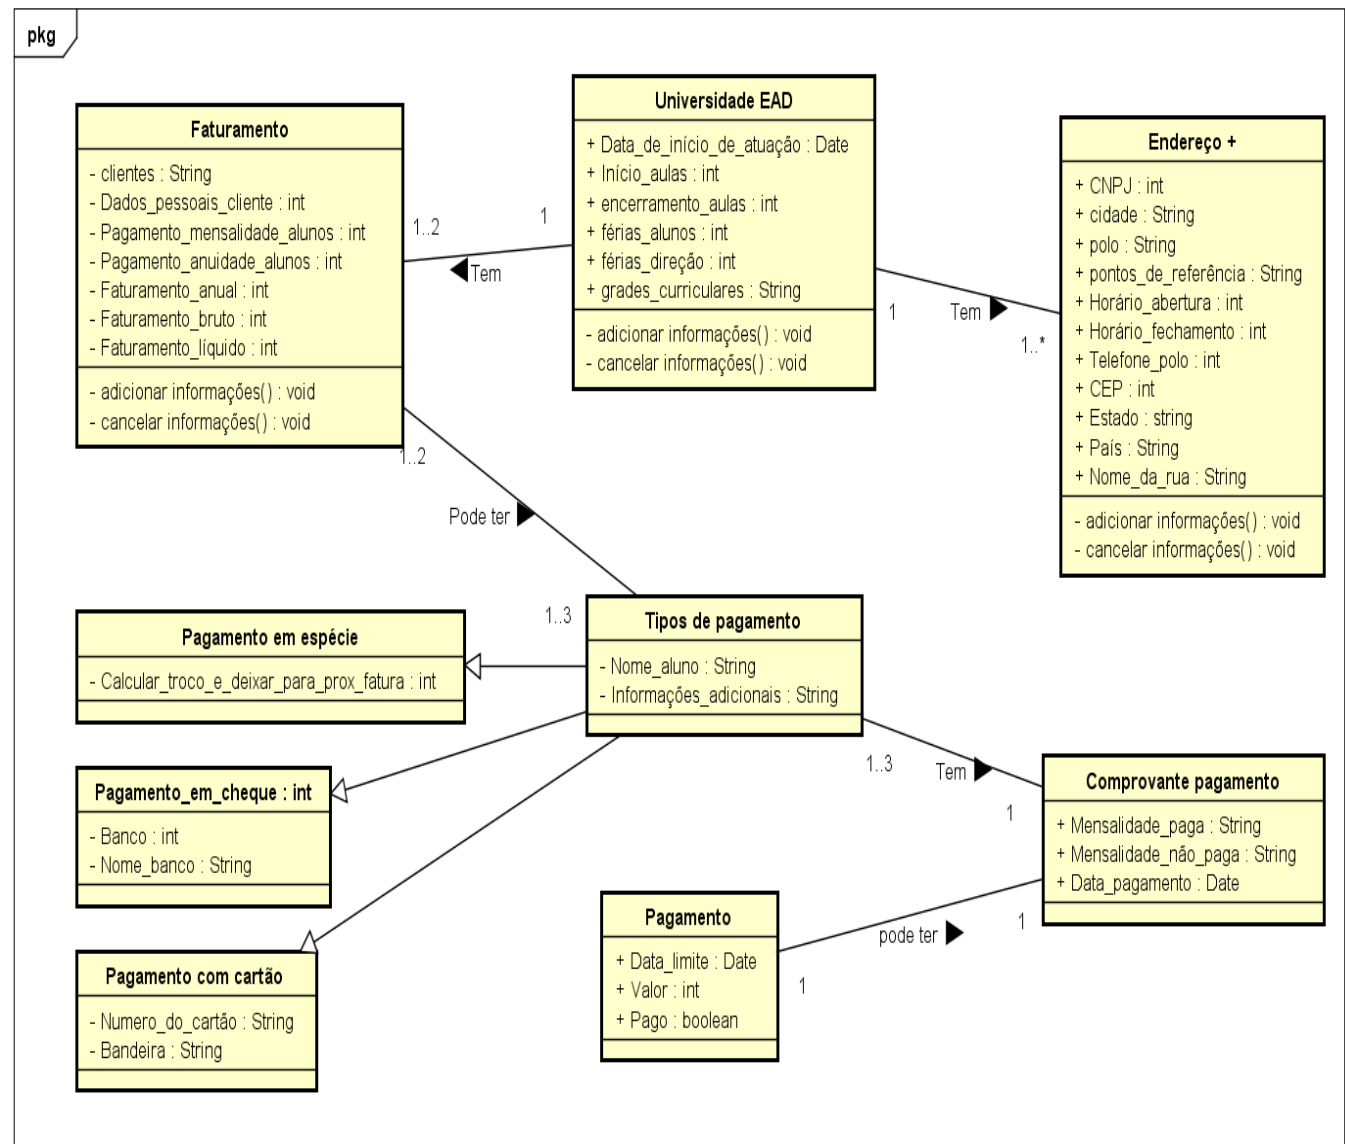 pkg
Faturamento
- clientes : String
- Dados_pessoais_cliente : int
- Pagamento_mensalidade_alunos : int
- Pagamento_anuidade_alunos : int
- Faturamento_anual : int
- Faturamento_bruto : int
- Faturamento_líquido : int
- adicionar informações() : void
- cancelar informações() : void
1..2
1
Tem
Universidade EAD
+ Data_de_início_de_atuação : Date
+ Início_aulas : int
+ encerramento_aulas : int
+ férias_alunos : int
+ férias_direção : int
+ grades_curriculares : String
- adicionar informações() : void
- cancelar informações() : void
1
Tem
1..*
Endereço +
+ CNPJ : int
+ cidade : String
+ polo : String
+ pontos_de_referência : String
+ Horário_abertura : int
+ Horário_fechamento : int
+ Telefone_polo : int
+ CEP : int
+ Estado : string
+ País : String
+ Nome_da_rua : String
- adicionar informações() : void
- cancelar informações() : void
1..2
Pode ter
1..3
Tipos de pagamento
- Nome_aluno : String
- Informações_adicionais : String
Pagamento em espécie
- Calcular_troco_e_deixar_para_prox_fatura : int
Pagamento_em_cheque : int
- Banco : int
- Nome_banco : String
Pagamento com cartão
- Numero_do_cartão : String
- Bandeira : String
1..3
Tem
1
Comprovante pagamento
+ Mensalidade_paga : String
+ Mensalidade_não_paga : String
+ Data_pagamento : Date
Pagamento
+ Data_limite : Date
+ Valor : int
+ Pago : boolean
1
pode ter
1